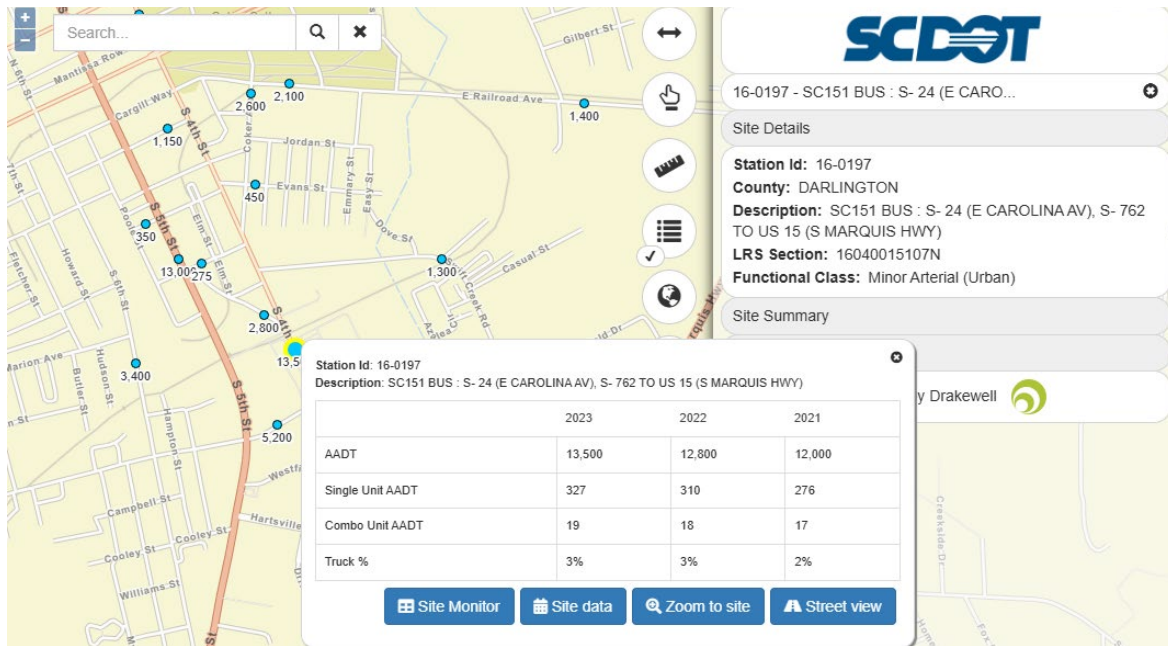 +
−
Search...
Mantissa Row
N 6th St
Cargill Way
S 4th St
2,600
2,100
E Railroad Ave
1,400
Gilbert St
1,150
Coker Ave
Jordan St
7th St
Evans St
450
Emmary St
Easy St
Dove St
Poole St
350
Elm St
S 5th St
13,000
275
Elm St
Fletcher St
Howard St
S 6th St
1,300
Casual St
Creek Rd
2,800
S 4th
13,5
Marion Ave
Butler St
Hudson St
3,400
S 5th St
Hampton St
5,200
Campbell St
Hartsville
Cooley St
Cooley St
Williams St
St
SCDOT
16-0197 - SC151 BUS : S- 24 (E CARO...
Site Details
Station Id: 16-0197
County: DARLINGTON
Description: SC151 BUS : S- 24 (E CAROLINA AV), S- 762
TO US 15 (S MARQUIS HWY)
LRS Section: 16040015107N
Functional Class: Minor Arterial (Urban)
Site Summary
y Drakewell
Station Id: 16-0197
Description: SC151 BUS : S- 24 (E CAROLINA AV), S- 762 TO US 15 (S MARQUIS HWY)
2023 2022 2021
AADT 13,500 12,800 12,000
Single Unit AADT 327 310 276
Combo Unit AADT 19 18 17
Truck % 3% 3% 2%
Site Monitor
Site data
Zoom to site
Street view
Creekside Dr